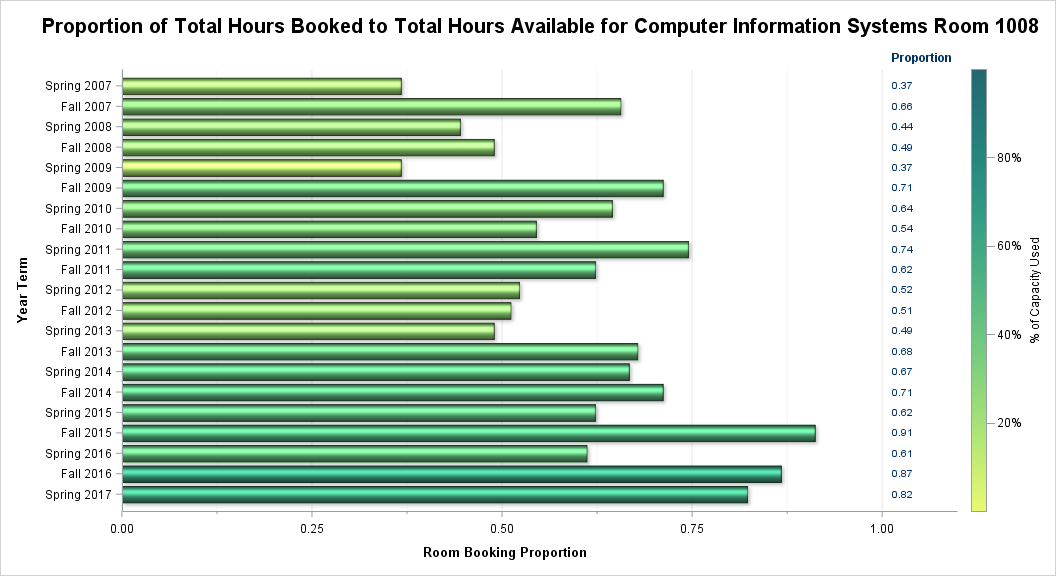 Proportion of Total Hours Booked to Total Hours Available for Computer Information Systems Room 1008
Proportion
Spring 2007 0.37
Fall 2007 0.66
Spring 2008 0.44
Fall 2008 0.49
Spring 2009 0.37
Fall 2009 0.71
Spring 2010 0.64
Fall 2010 0.54
Spring 2011 0.74
Fall 2011 0.62
Spring 2012 0.52
Fall 2012 0.51
Spring 2013 0.49
Fall 2013 0.68
Spring 2014 0.67
Fall 2014 0.71
Spring 2015 0.62
Fall 2015 0.91
Spring 2016 0.61
Fall 2016 0.87
Spring 2017 0.82
Year Term
0.00 0.25 0.50 0.75 1.00
Room Booking Proportion
80%
60%
40%
20%
% of Capacity Used